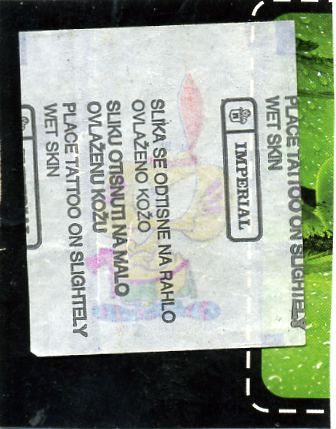 PLACE TATTOO ON SLIGHTELY
WET SKIN
IMPERIAL
SLIKA SE ODTISNE NA RAHLO
OVLAŽENO KOŽO
SLIKU OTISNUTI NA MALO
OVLAŽENU KOŽU
PLACE TATTOO ON SLIGHTELY
WET SKIN